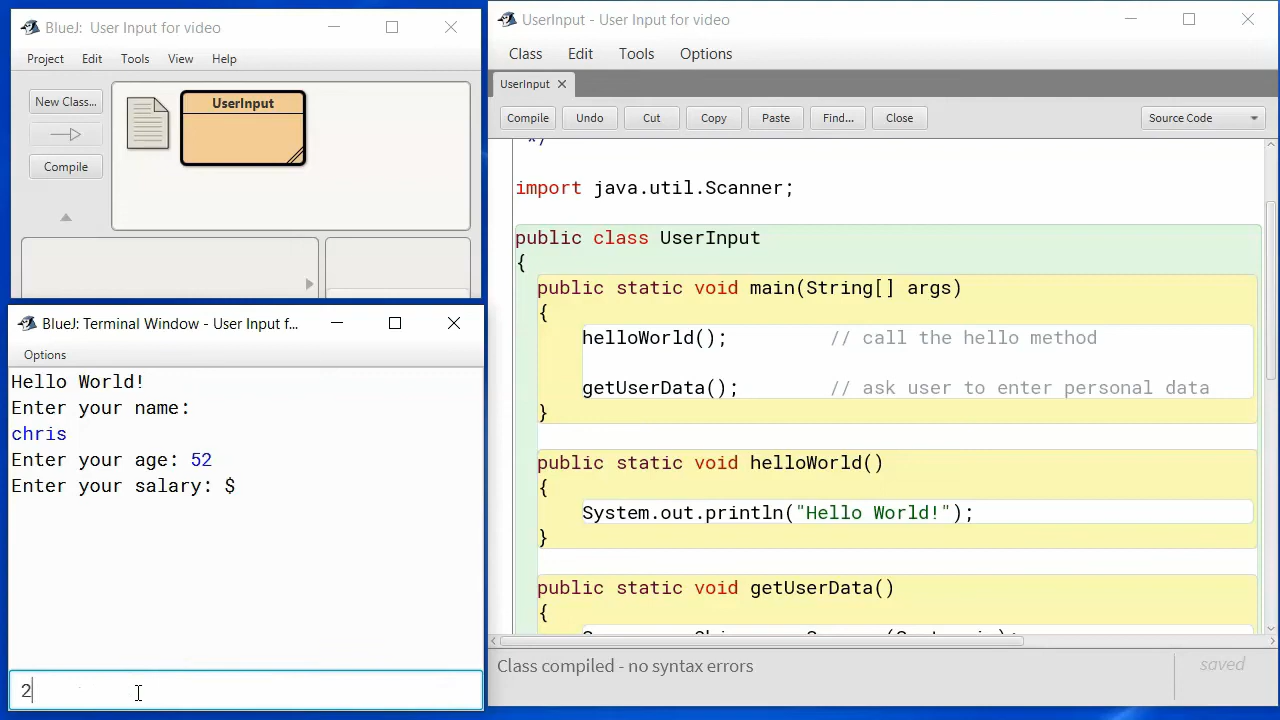 BlueJ: User Input for video
Project Edit Tools View Help
New Class...
Compile
UserInput
BlueJ: Terminal Window - User Input f...
Options
Hello World!
Enter your name:
chris
Enter your age: 52
Enter your salary: $
2
UserInput - User Input for video
Class Edit Tools Options
UserInput
Compile Undo Cut Copy Paste Find... Close Source Code
*/
import java.util.Scanner;
public class UserInput
{
public static void main(String[] args)
{
helloWorld(); // call the hello method
getUserData(); // ask user to enter personal data
}
public static void helloWorld()
{
System.out.println("Hello World!");
}
public static void getUserData()
{
Class compiled - no syntax errors
saved